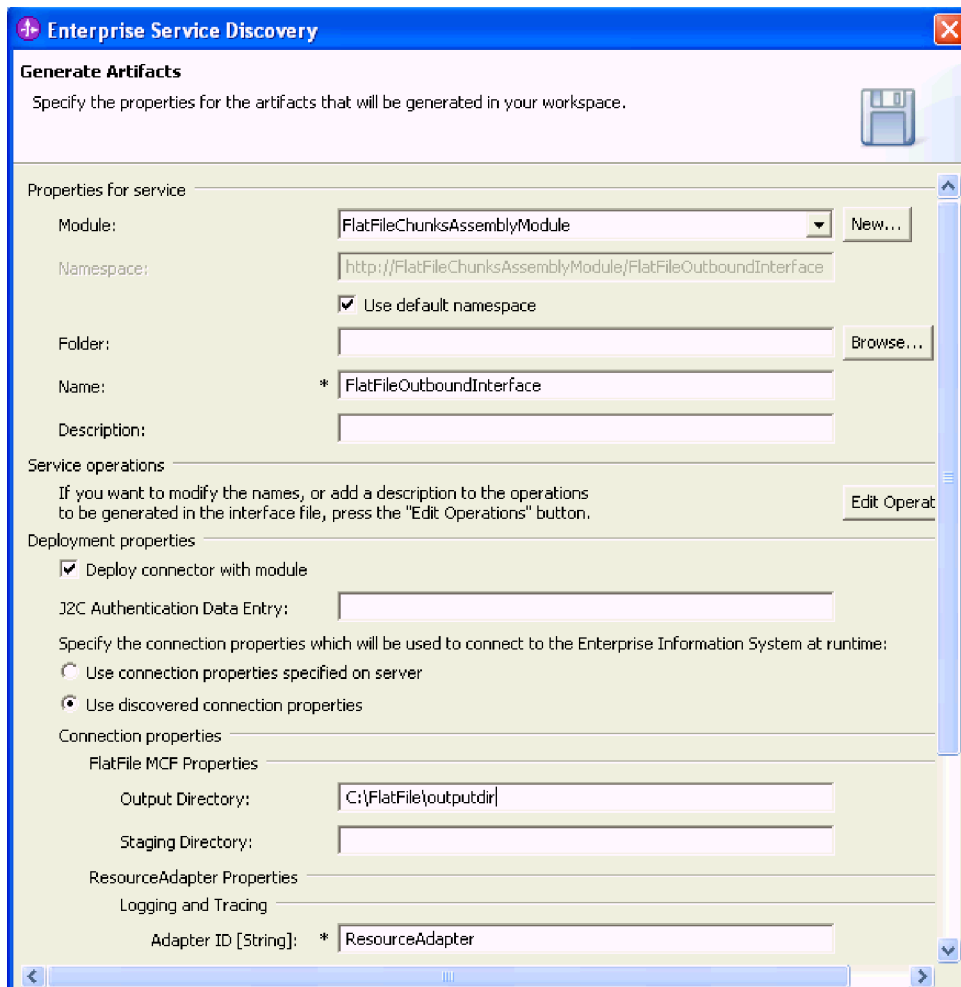 Enterprise Service Discovery
Generate Artifacts
Specify the properties for the artifacts that will be generated in your workspace.
Properties for service
Module: FlatFileChunksAssemblyModule New...
Namespace: http://FlatFileChunksAssemblyModule/FlatFileOutboundInterface
Use default namespace
Folder: Browse...
Name: * FlatFileOutboundInterface
Description:
Service operations
If you want to modify the names, or add a description to the operations
to be generated in the interface file, press the "Edit Operations" button. Edit Operat
Deployment properties
Deploy connector with module
J2C Authentication Data Entry:
Specify the connection properties which will be used to connect to the Enterprise Information System at runtime:
Use connection properties specified on server
Use discovered connection properties
Connection properties
FlatFile MCF Properties
Output Directory: C:\FlatFile\outputdir
Staging Directory:
ResourceAdapter Properties
Logging and Tracing
Adapter ID [String]: * ResourceAdapter